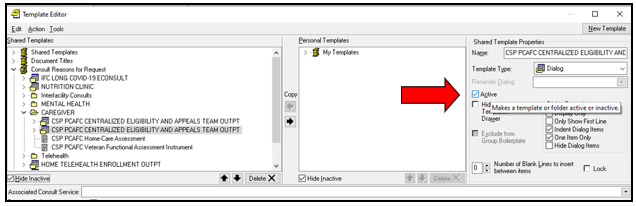 Template Editor
Edit Action Tools
New Template
Shared Templates
Personal Templates
Shared Template Properties
Shared Templates
Document Titles
Consult Reasons for Request
IFC LONG COVID-19 ECONSULT
NUTRITION CLINIC
Interfacility Consults
MENTAL HEALTH
CAREGIVER
CSP PCAFC CENTRALIZED ELIGIBILITY AND APPEALS TEAM OUTPT
CSP PCAFC CENTRALIZED ELIGIBILITY AND APPEALS TEAM OUTPT
CSP PCAFC Home Care Assessment
CSP PCAFC Veteran Functional Assessment Instrument
Telehealth
HOME TELEHEALTH ENROLLMENT OUTPT
Copy
My Templates
Name: CSP PCAFC CENTRALIZED ELIGIBILITY AND
Template Type: Dialog
Reminder Dialog:
Active
Makes a template or folder active or inactive.
Hid
Drawer
Display Only
Only Show First Line
Indent Dialog Items
One Item Only
Hide Dialog Items
Exclude from
Group Boilerplate
0 Number of Blank Lines to insert
between items
Lock
Hide Inactive
Delete X
Hide Inactive
Delete X
Associated Consult Service: